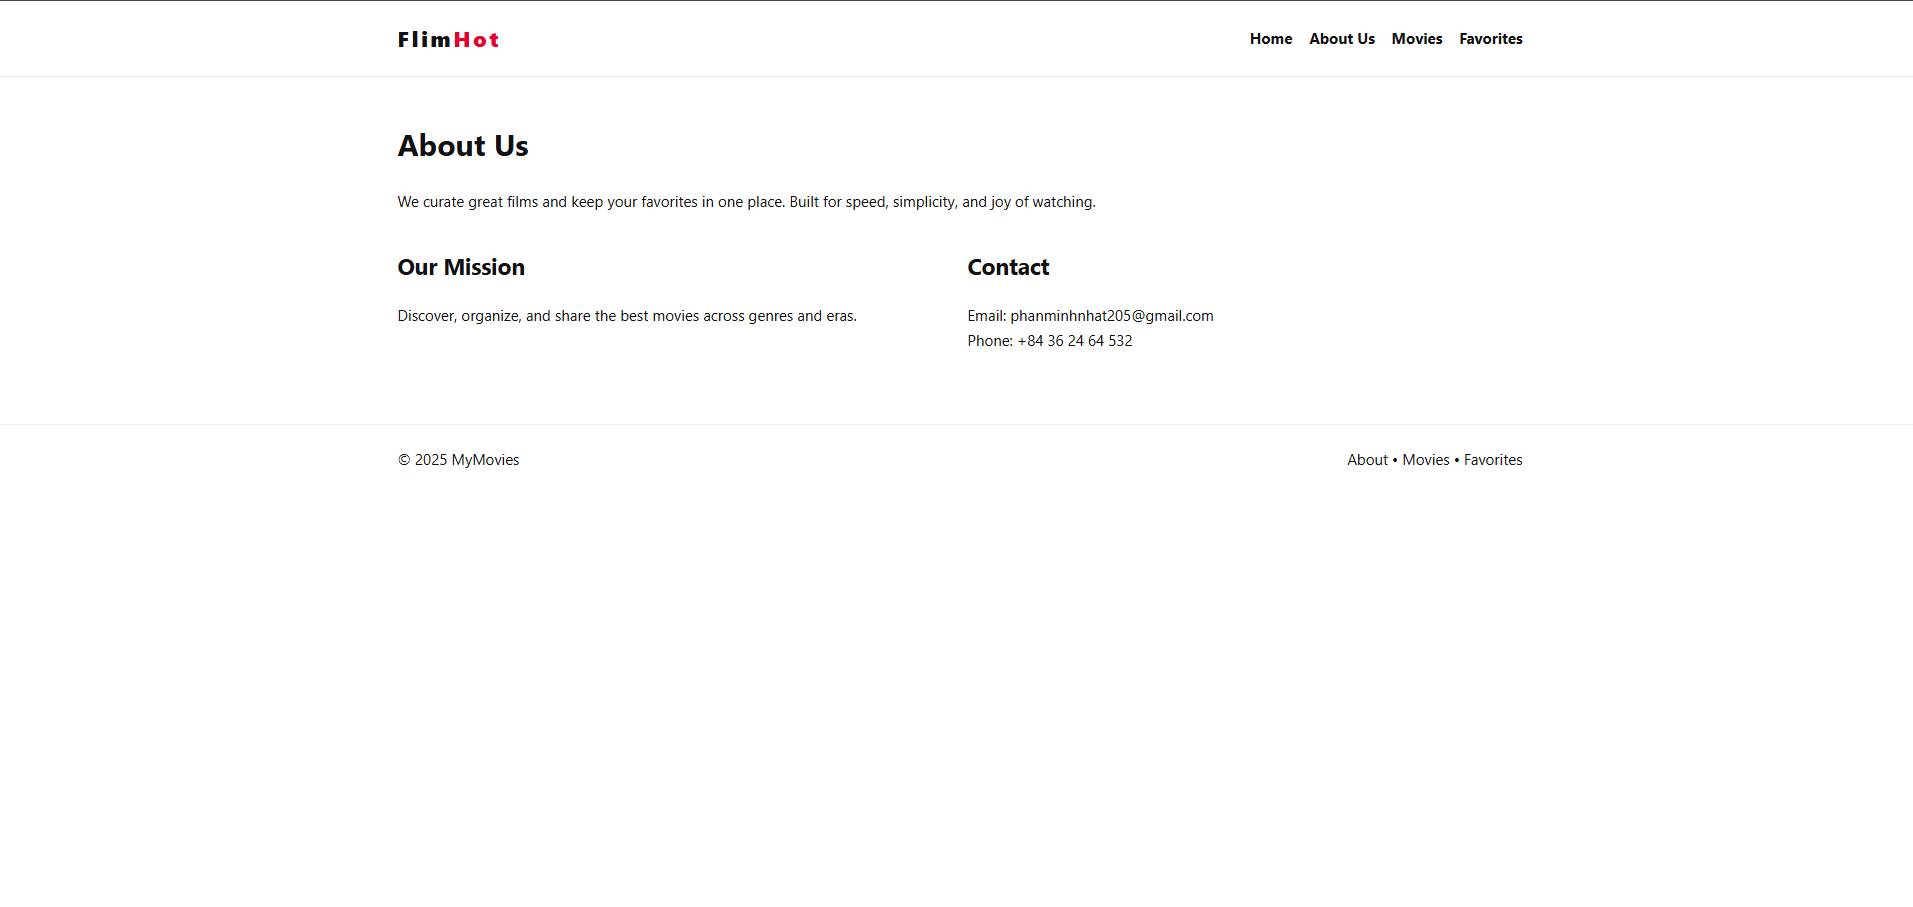 FlimHot
Home About Us Movies Favorites
About Us
We curate great films and keep your favorites in one place. Built for speed, simplicity, and joy of watching.
Our Mission
Discover, organize, and share the best movies across genres and eras.
Contact
Email: phanminhnhat205@gmail.com
Phone: +84 36 24 64 532
© 2025 MyMovies
About • Movies • Favorites